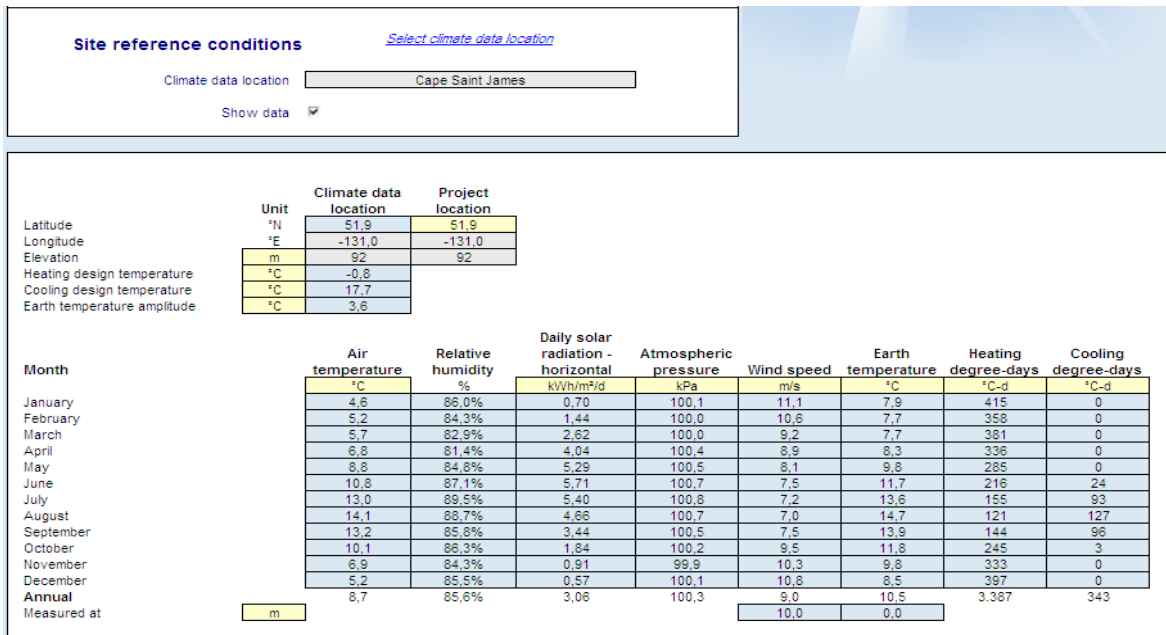 Site reference conditions Select climate data location
Climate data location Cape Saint James
Show data
Climate data Project
Unit location location
Latitude °N 51,9 51,9
Longitude °E -131,0 -131,0
Elevation m 92 92
Heating design temperature °C -0,8
Cooling design temperature °C 17,7
Earth temperature amplitude °C 3,6
Daily solar
Air Relative radiation - Atmospheric Earth Heating Cooling
Month temperature humidity horizontal pressure Wind speed temperature degree-days degree-days
°C % kWh/m²/d kPa m/s °C °C-d °C-d
January 4,6 86,0% 0,70 100,1 11,1 7,9 415 0
February 5,2 84,3% 1,44 100,0 10,6 7,7 358 0
March 5,7 82,9% 2,62 100,0 9,2 7,7 381 0
April 6,8 81,4% 4,04 100,4 8,9 8,3 336 0
May 8,8 84,8% 5,29 100,5 8,1 9,8 285 0
June 10,8 87,1% 5,71 100,7 7,5 11,7 216 24
July 13,0 89,5% 5,40 100,8 7,2 13,6 155 93
August 14,1 88,7% 4,66 100,7 7,0 14,7 121 127
September 13,2 85,8% 3,44 100,5 7,5 13,9 144 96
October 10,1 86,3% 1,84 100,2 9,5 11,8 245 3
November 6,9 84,3% 0,91 99,9 10,3 9,8 333 0
December 5,2 85,5% 0,57 100,1 10,8 8,5 397 0
Annual 8,7 85,6% 3,06 100,3 9,0 10,5 3.387 343
Measured at m 10,0 0,0